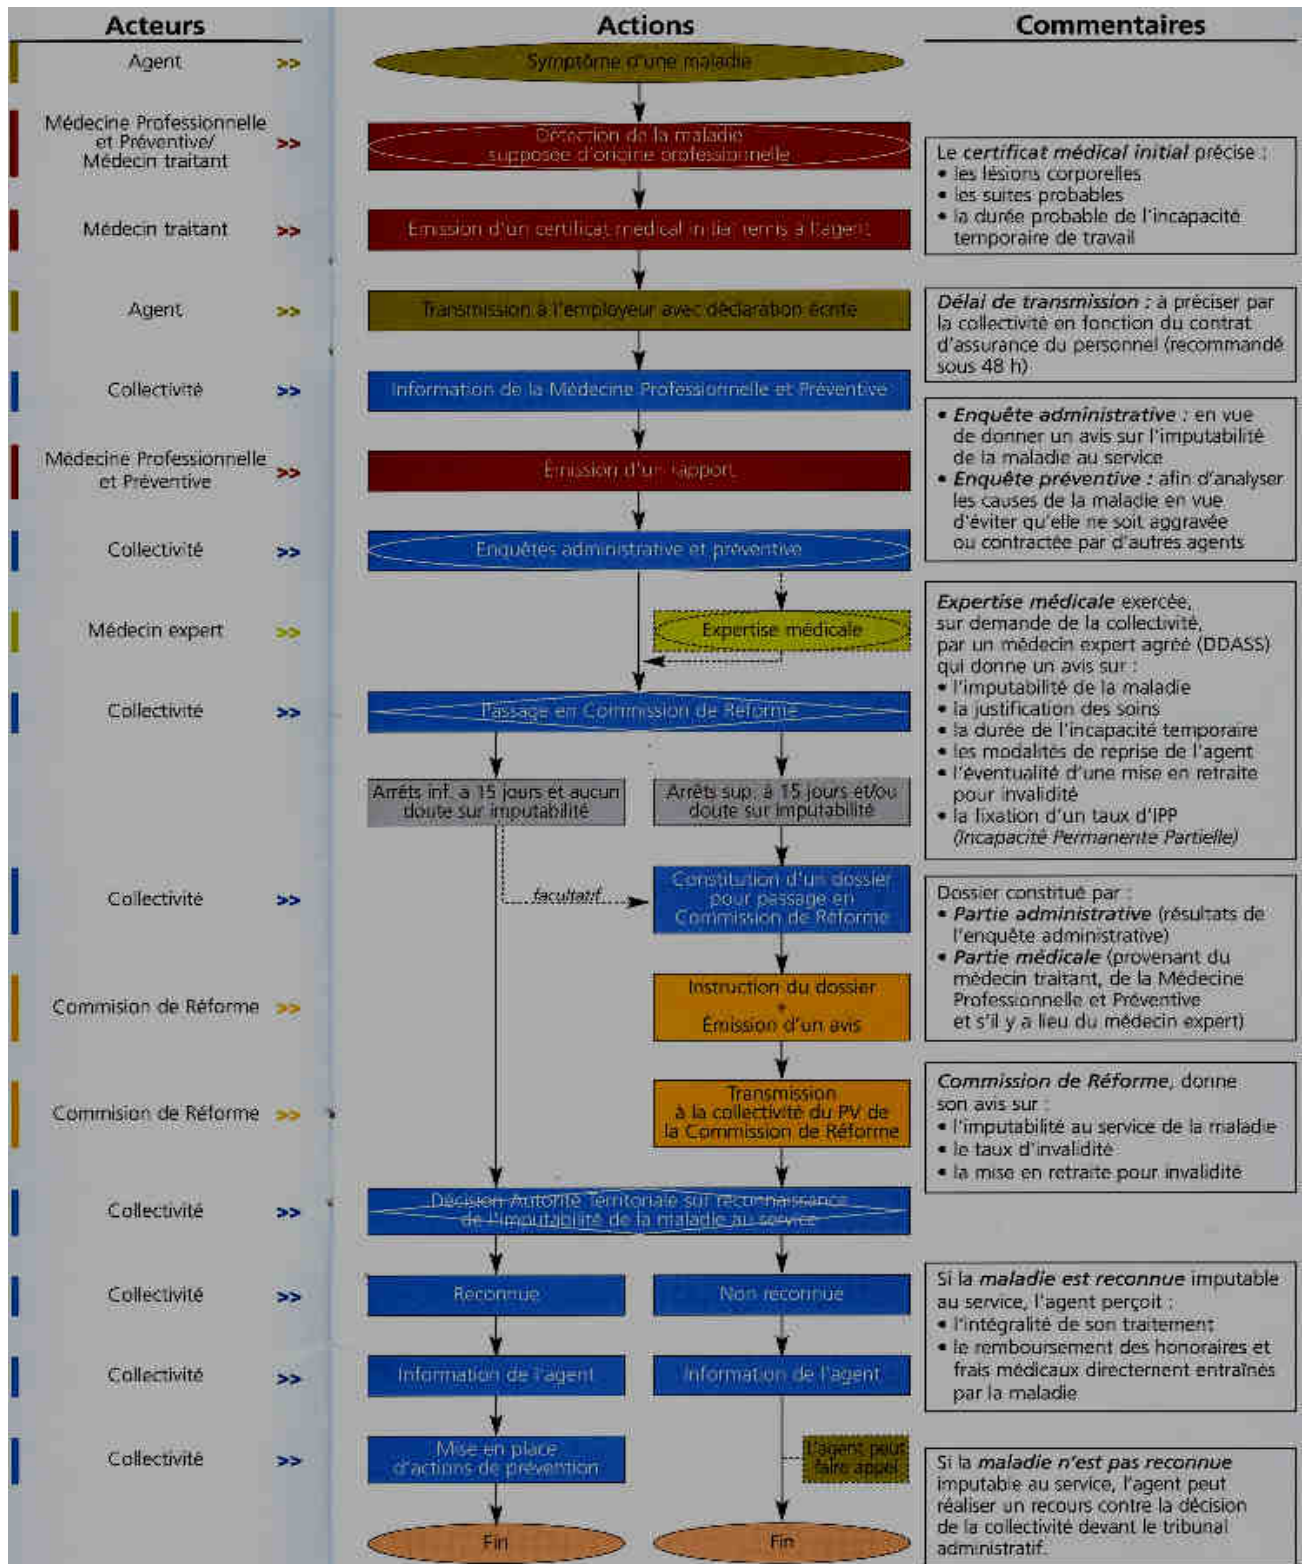 Acteurs
Actions
Commentaires
Agent >>
Symptôme d'une maladie
Médecine Professionnelle
et Préventive/
Médecin traitant >>
Détection de la maladie
supposée d'origine professionnelle
Le certificat médical initial précise :
• les lésions corporelles
• les suites probables
• la durée probable de l'incapacité
temporaire de travail
Médecin traitant >>
Émission d'un certificat médical initial remis à l'agent
Agent >>
Transmission à l'employeur avec déclaration écrite
Délai de transmission : à préciser par
la collectivité en fonction du contrat
d'assurance du personnel (recommandé
sous 48 h)
Collectivité >>
Information de la Médecine Professionnelle et Préventive
Médecine Professionnelle
et Préventive >>
Émission d'un rapport
• Enquête administrative : en vue
de donner un avis sur l'imputabilité
de la maladie au service
• Enquête préventive : afin d'analyser
les causes de la maladie en vue
d'éviter qu'elle ne soit aggravée
ou contractée par d'autres agents
Collectivité >>
Enquêtes administrative et préventive
Médecin expert >>
Expertise médicale
Expertise médicale exercée,
sur demande de la collectivité,
par un médecin expert agréé (DDASS)
qui donne un avis sur :
• l'imputabilité de la maladie
• la justification des soins
• la durée de l'incapacité temporaire
• les modalités de reprise de l'agent
• l'éventualité d'une mise en retraite
pour invalidité
• la fixation d'un taux d'IPP
(Incapacité Permanente Partielle)
Collectivité >>
Passage en Commission de Réforme
Arrêts inf. à 15 jours et aucun
doute sur imputabilité
Arrêts sup. à 15 jours et/ou
doute sur imputabilité
Collectivité >>
facultatif
Constitution d'un dossier
pour passage en
Commission de Réforme
Dossier constitué par :
• Partie administrative (résultats de
l'enquête administrative)
• Partie médicale (provenant du
médecin traitant, de la Médecine
Professionnelle et Préventive
et s'il y a lieu du médecin expert)
Commision de Réforme >>
Instruction du dossier
+
Émission d'un avis
Commision de Réforme >>
Transmission
à la collectivité du PV de
la Commission de Réforme
Commission de Réforme, donne
son avis sur :
• l'imputabilité au service de la maladie
• le taux d'invalidité
• la mise en retraite pour invalidité
Collectivité >>
Décision Autorité Territoriale sur reconnaissance
de l'imputabilité de la maladie au service
Collectivité >>
Reconnue
Non reconnue
Si la maladie est reconnue imputable
au service, l'agent perçoit :
• l'intégralité de son traitement
• le remboursement des honoraires et
frais médicaux directement entraînés
par la maladie
Collectivité >>
Information de l'agent
Information de l'agent
Collectivité >>
Mise en place
d'actions de prévention
L'agent peut
faire appel
Si la maladie n'est pas reconnue
imputable au service, l'agent peut
réaliser un recours contre la décision
de la collectivité devant le tribunal
administratif.
Fin
Fin